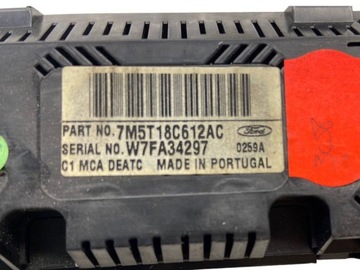 PART NO. 7M5T18C612AC
Ford
SERIAL NO. W7FA34297
0259A
C1 MCA DEATC MADE IN PORTUGAL